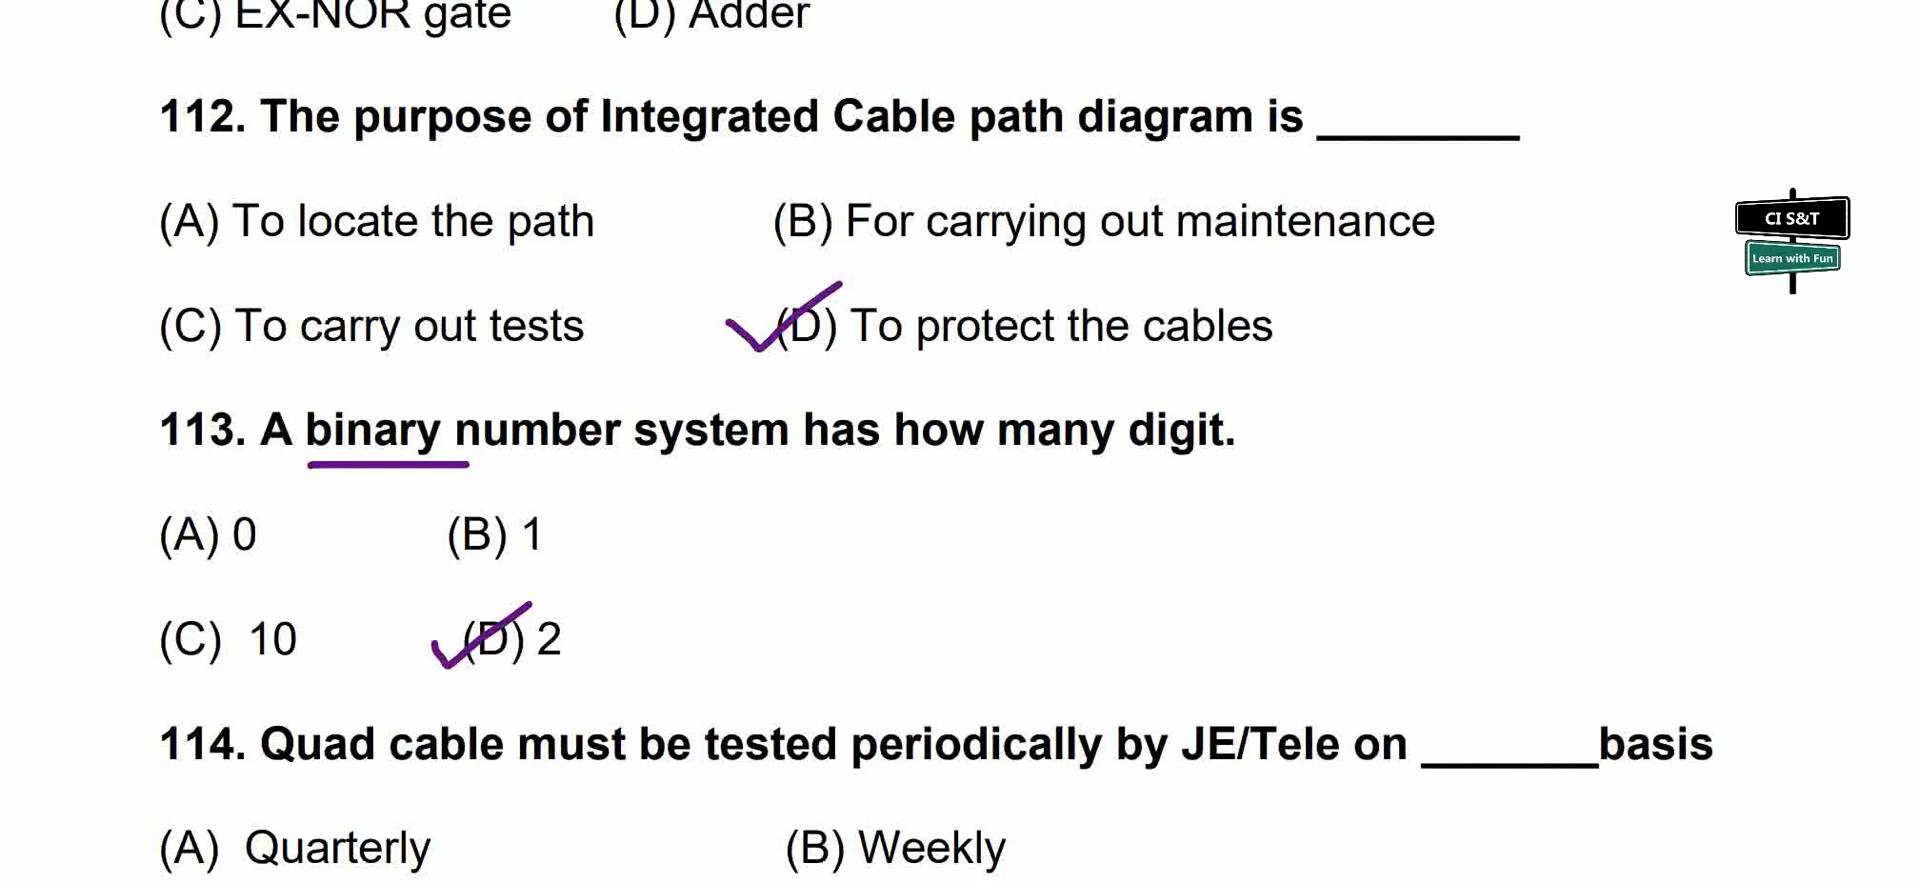 (C) EX-NOR gate (D) Adder
112. The purpose of Integrated Cable path diagram is ________
(A) To locate the path (B) For carrying out maintenance
CI S&T
Learn with Fun
(C) To carry out tests (D) To protect the cables
113. A binary number system has how many digit.
(A) 0 (B) 1
(C) 10 (D) 2
114. Quad cable must be tested periodically by JE/Tele on _______basis
(A) Quarterly (B) Weekly